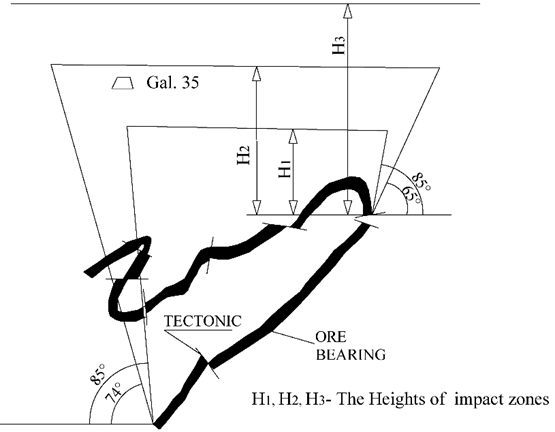 H3
Gal. 35
H2
H1
85°
65°
TECTONIC
ORE
BEARING
85°
74°
H1, H2, H3- The Heights of impact zones